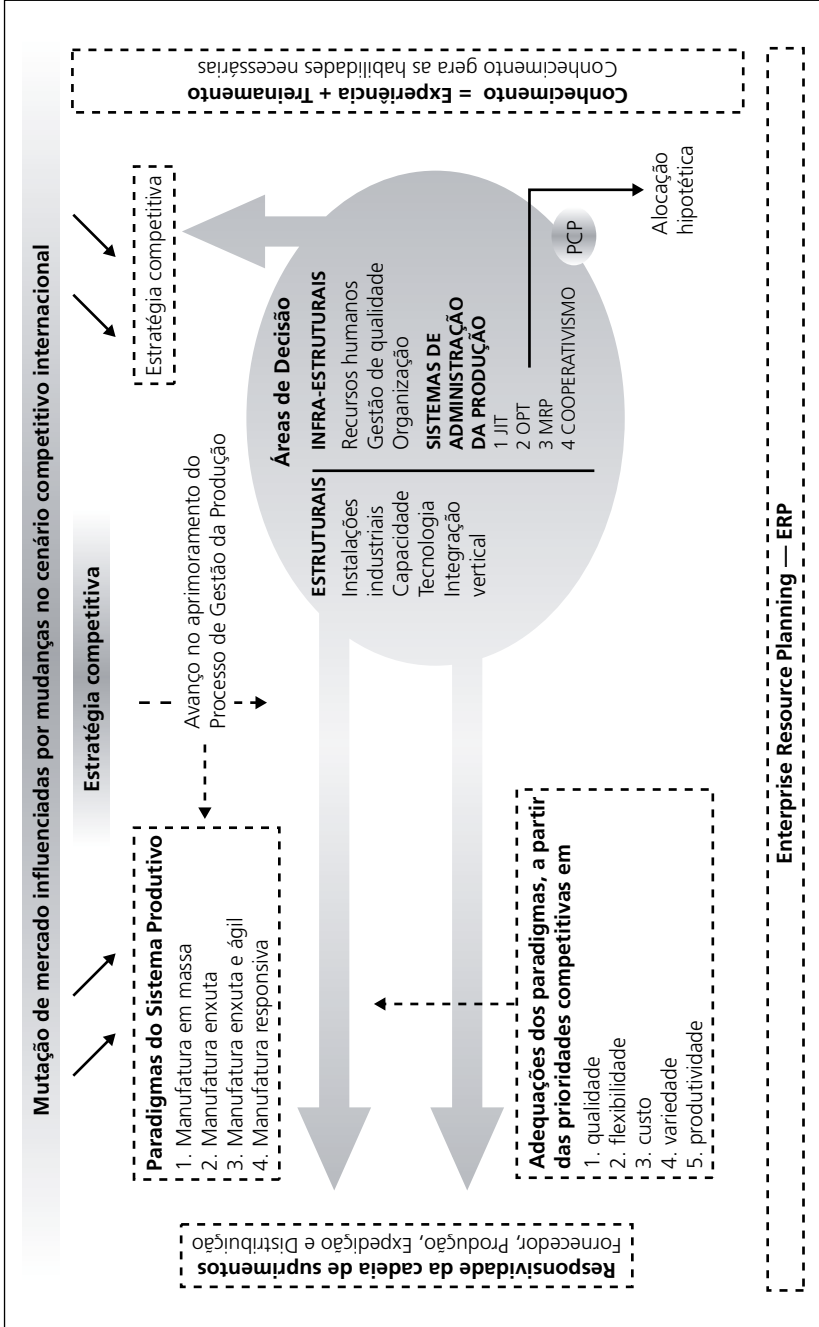 Mutação de mercado influenciadas por mudanças no cenário competitivo internacional
Estratégia competitiva
Avanço no aprimoramento do
Processo de Gestão da Produção
Estratégia competitiva
Paradigmas do Sistema Produtivo
1. Manufatura em massa
2. Manufatura enxuta
3. Manufatura enxuta e ágil
4. Manufatura responsiva
Responsividade da cadeia de suprimentos
Fornecedor, Produção, Expedição e Distribuição
Áreas de Decisão
ESTRUTURAIS
Instalações
industriais
Capacidade
Tecnologia
Integração
vertical
INFRA-ESTRUTURAIS
Recursos humanos
Gestão de qualidade
Organização
SISTEMAS DE
ADMINISTRAÇÃO
DA PRODUÇÃO
1 JIT
2 OPT
3 MRP
4 COOPERATIVISMO
PCP
Alocação
hipotética
Conhecimento = Experiência + Treinamento
Conhecimento gera as habilidades necessárias
Adequações dos paradigmas, a partir
das prioridades competitivas em
1. qualidade
2. flexibilidade
3. custo
4. variedade
5. produtividade
Enterprise Resource Planning — ERP